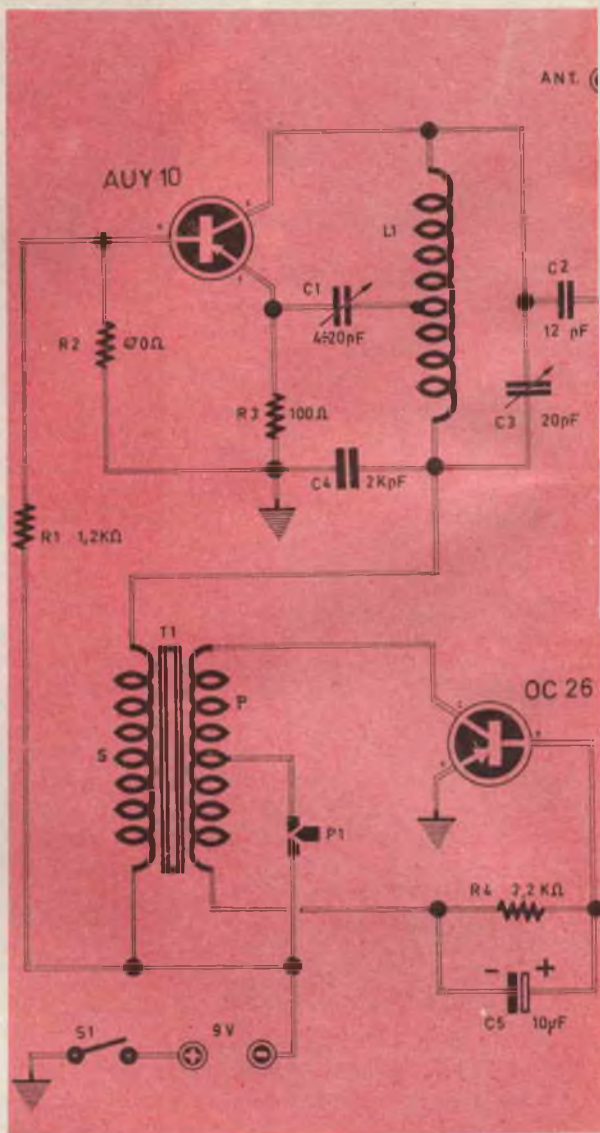 ANT.
AUY 10
B
C
E
L1
C1
4÷20pF
C2
12 pF
R2 470Ω
R3 100Ω
C3 20pF
C4 2KpF
R1 1,2KΩ
T1
P
S
OC 26
C
B
E
P1
R4 2,2 KΩ
- +
C5 10µF
S1
9V
+ -